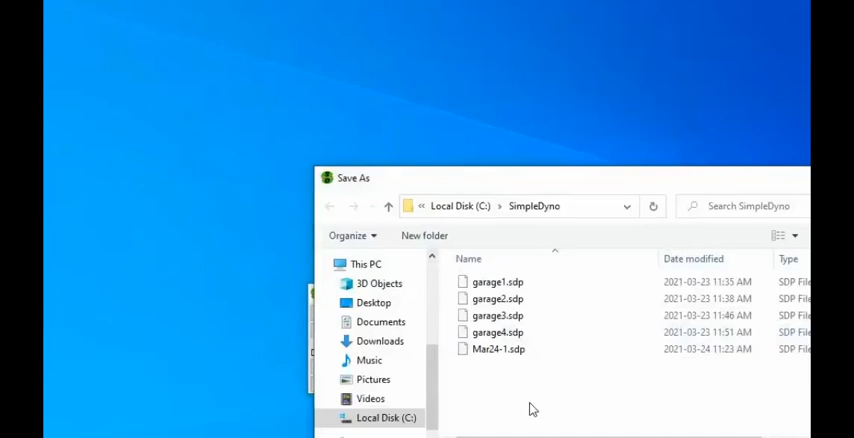 Save As
« Local Disk (C:) › SimpleDyno
Search SimpleDyno
Organize
New folder
Name
Date modified
Type
This PC
3D Objects
Desktop
Documents
Downloads
Music
Pictures
Videos
Local Disk (C:)
garage1.sdp 2021-03-23 11:35 AM SDP File
garage2.sdp 2021-03-23 11:38 AM SDP File
garage3.sdp 2021-03-23 11:46 AM SDP File
garage4.sdp 2021-03-23 11:51 AM SDP File
Mar24-1.sdp 2021-03-24 11:23 AM SDP File